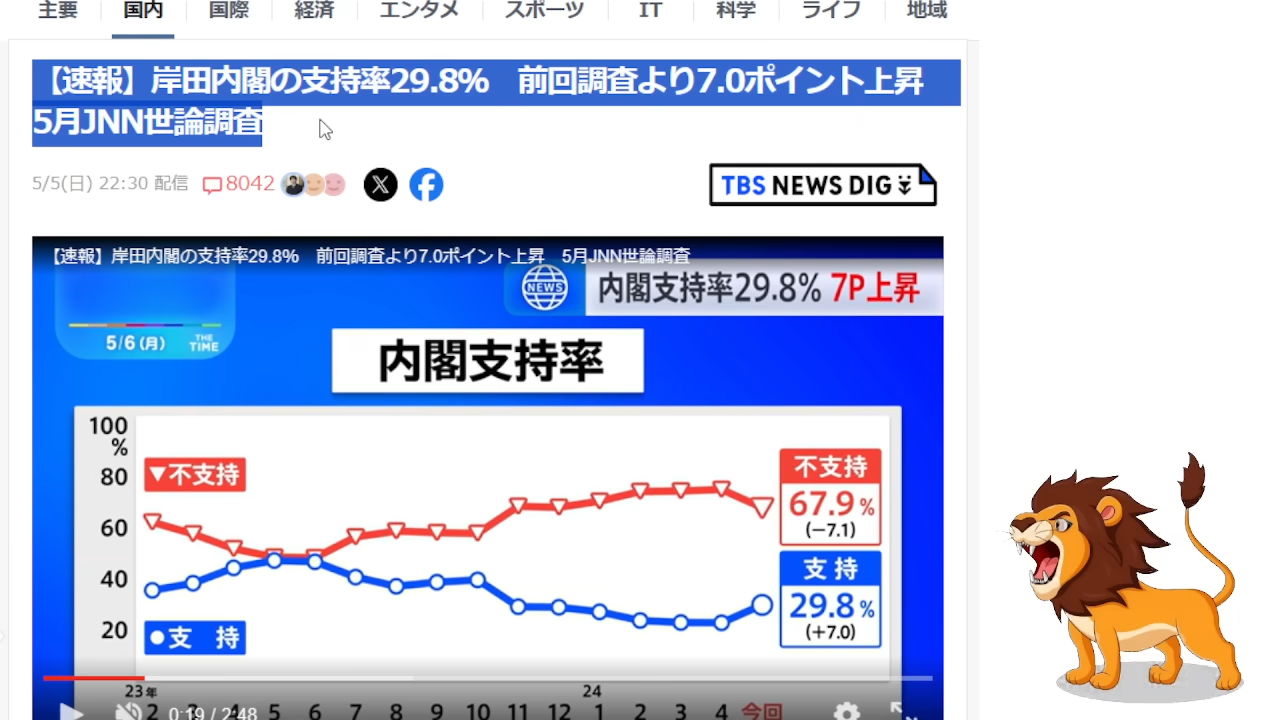 主要 国内 国際 経済 エンタメ スポーツ IT 科学 ライフ 地域
【速報】岸田内閣の支持率29.8%　前回調査より7.0ポイント上昇
5月JNN世論調査
5/5(日) 22:30 配信 8042
TBS NEWS DIG
【速報】岸田内閣の支持率29.8%　前回調査より7.0ポイント上昇　5月JNN世論調査
NEWS 内閣支持率29.8% 7P上昇
5/6(月) THE TIME
内閣支持率
100
%
80
60
40
20
▼不支持
不支持
67.9%
(−7.1)
支持
29.8%
(+7.0)
●支　持
23年 24
2 3 4 5 6 7 8 9 10 11 12 1 2 3 4 今回
0:19 / 2:48